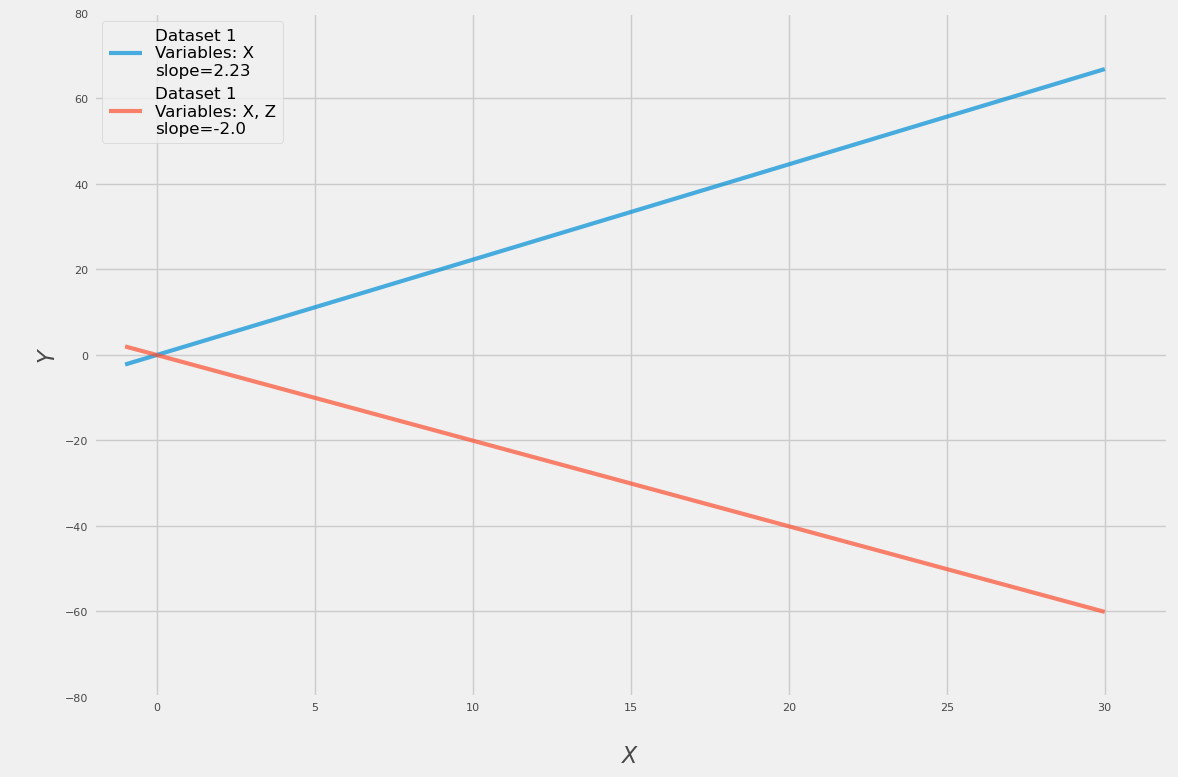 80
60
40
20
0
−20
−40
−60
−80
Y
Dataset 1
Variables: X
slope=2.23
Dataset 1
Variables: X, Z
slope=-2.0
0 5 10 15 20 25 30
X